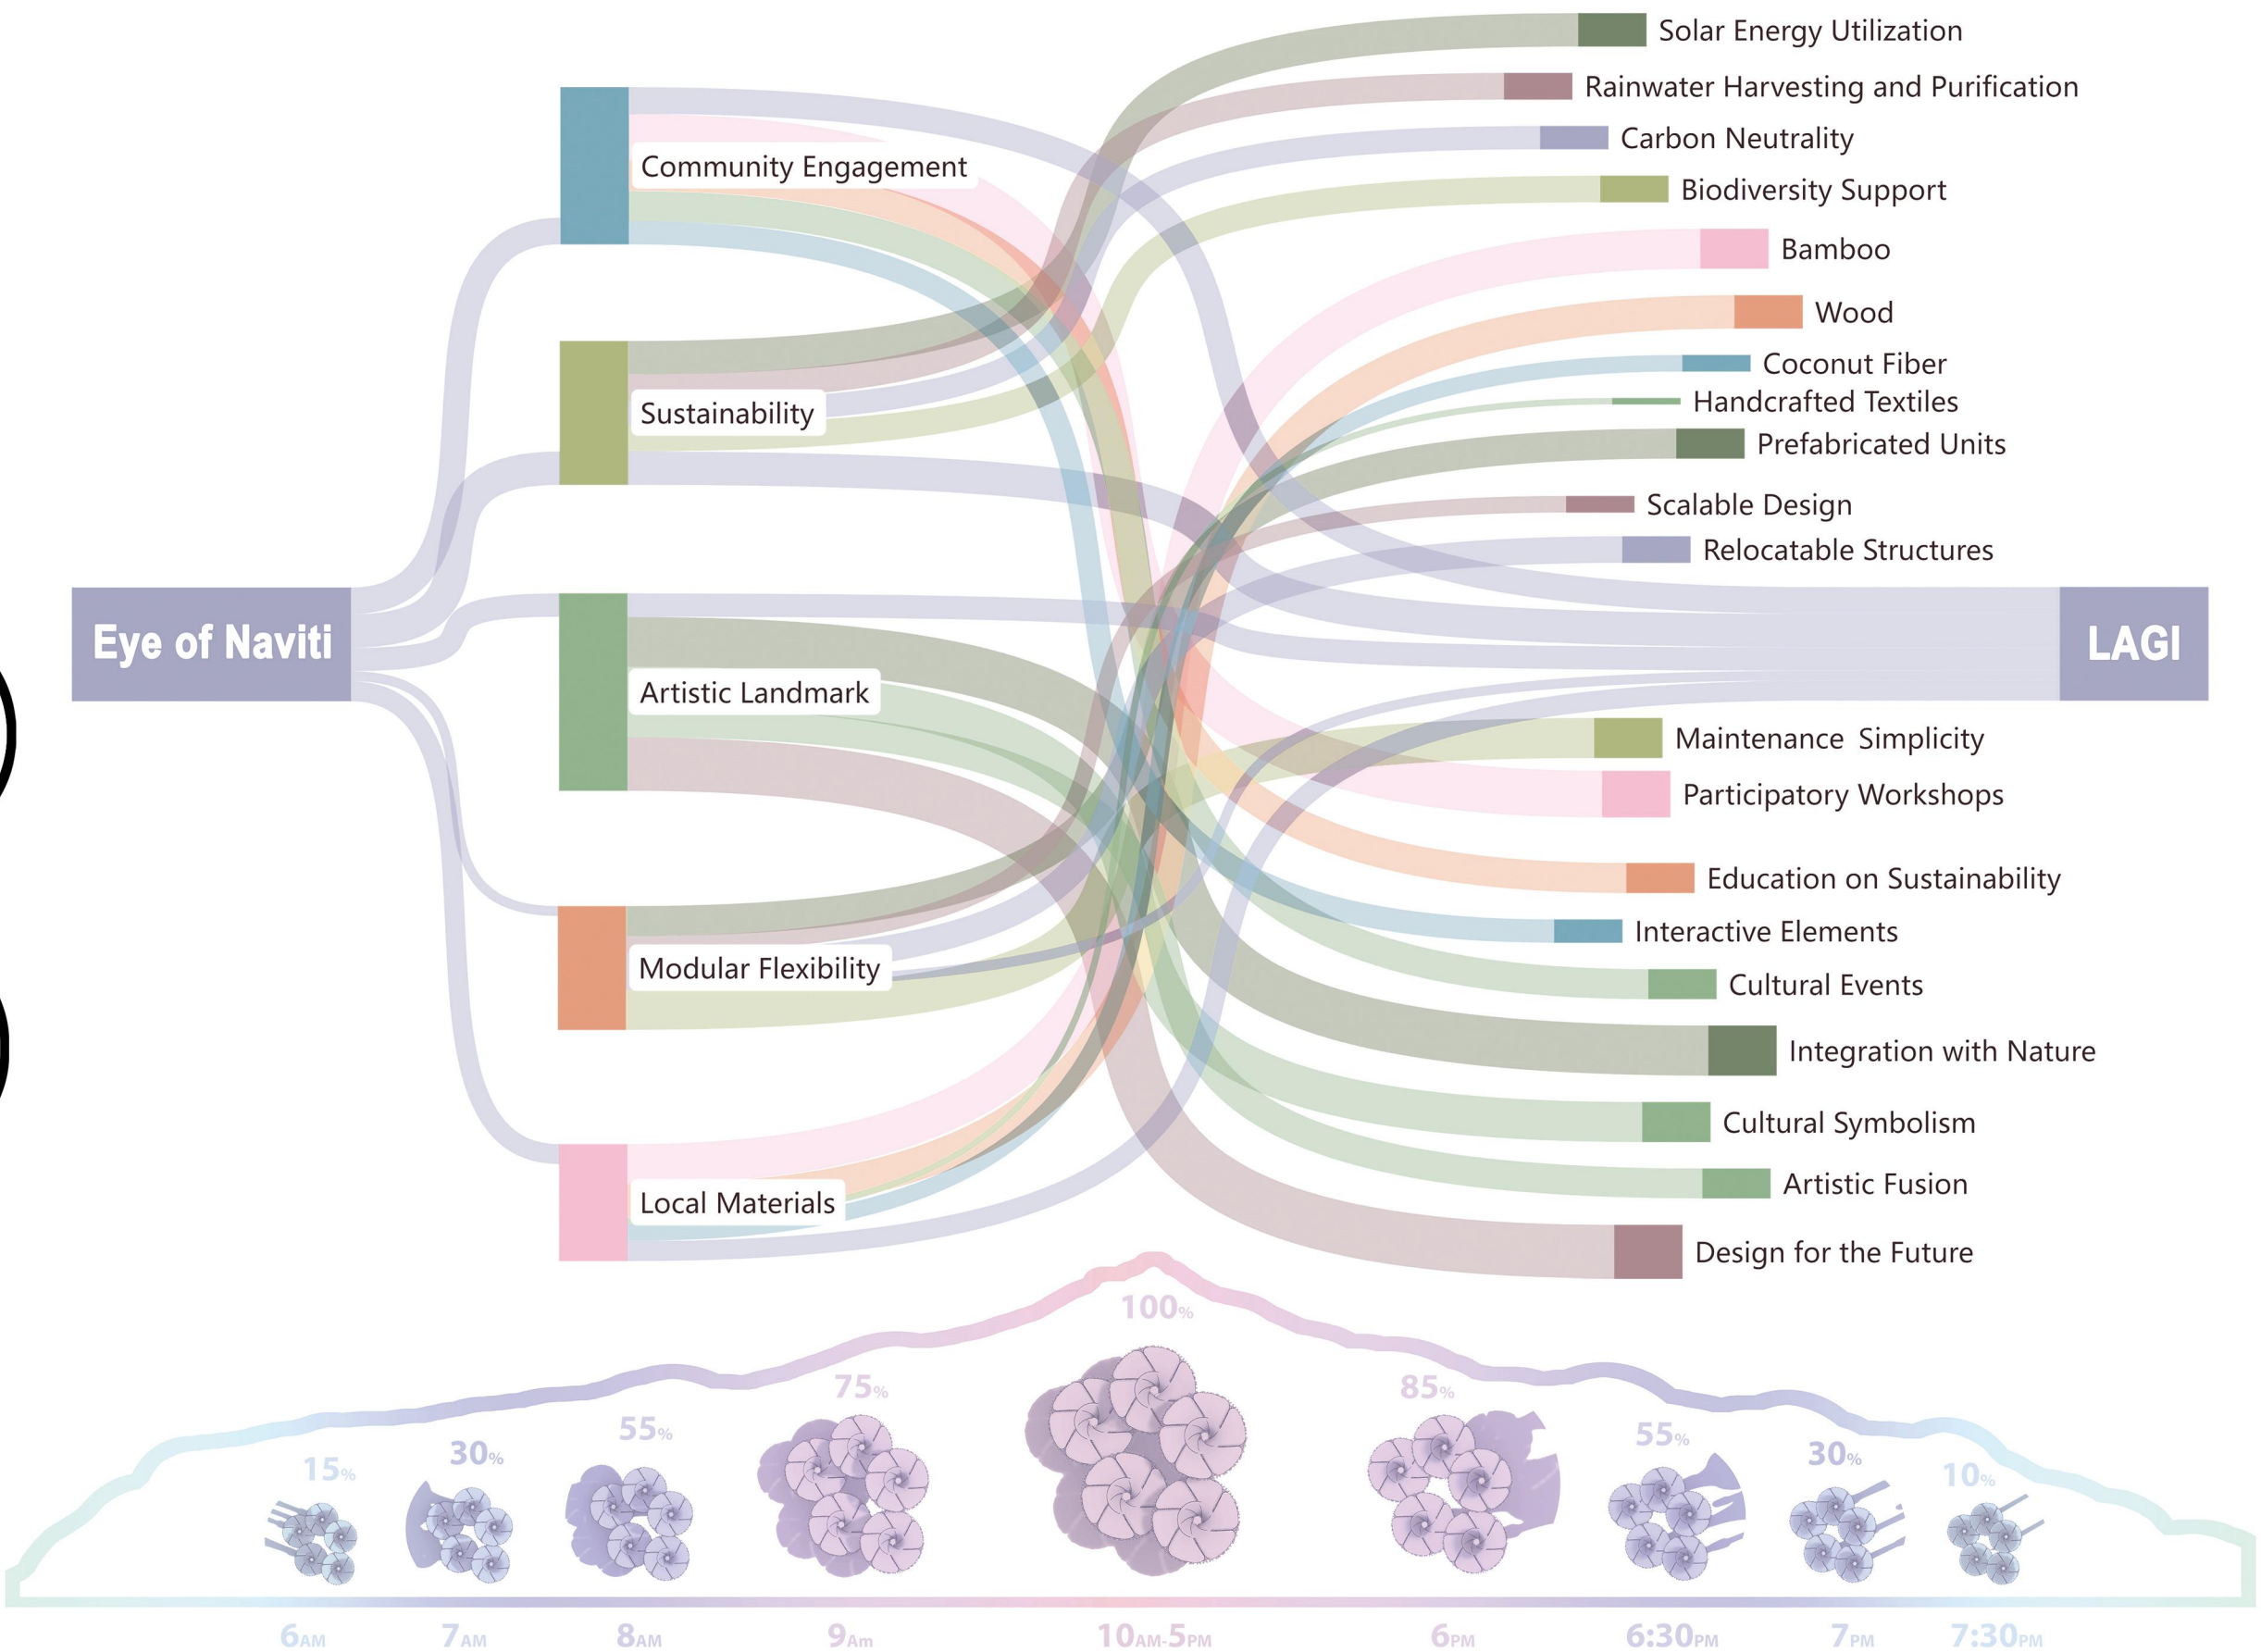 Solar Energy Utilization
Rainwater Harvesting and Purification
Carbon Neutrality
Community Engagement
Biodiversity Support
Bamboo
Wood
Coconut Fiber
Handcrafted Textiles
Sustainability
Prefabricated Units
Scalable Design
Relocatable Structures
Eye of Naviti
LAGI
Artistic Landmark
Maintenance Simplicity
Participatory Workshops
Education on Sustainability
Interactive Elements
Modular Flexibility
Cultural Events
Integration with Nature
Cultural Symbolism
Artistic Fusion
Local Materials
Design for the Future
15% 30% 55% 75% 100% 85% 55% 30% 10%
6AM 7AM 8AM 9Am 10AM-5PM 6PM 6:30PM 7PM 7:30PM